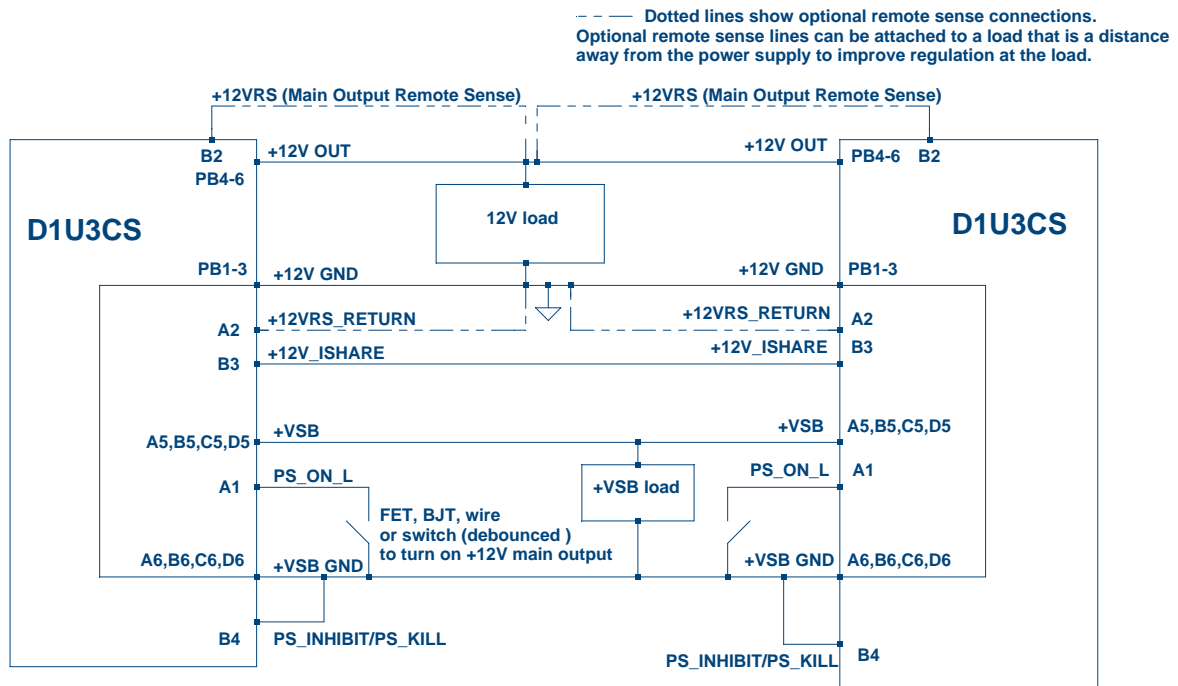 Dotted lines show optional remote sense connections.
Optional remote sense lines can be attached to a load that is a distance
away from the power supply to improve regulation at the load.
+12VRS (Main Output Remote Sense)
+12VRS (Main Output Remote Sense)
B2
PB4-6
+12V OUT
+12V OUT
PB4-6
B2
D1U3CS
12V load
D1U3CS
PB1-3
+12V GND
+12V GND
PB1-3
A2
+12VRS_RETURN
+12VRS_RETURN
A2
B3
+12V_ISHARE
+12V_ISHARE
B3
A5,B5,C5,D5
+VSB
+VSB
A5,B5,C5,D5
A1
PS_ON_L
+VSB load
PS_ON_L
A1
FET, BJT, wire
or switch (debounced )
to turn on +12V main output
A6,B6,C6,D6
+VSB GND
+VSB GND
A6,B6,C6,D6
B4
PS_INHIBIT/PS_KILL
PS_INHIBIT/PS_KILL
B4